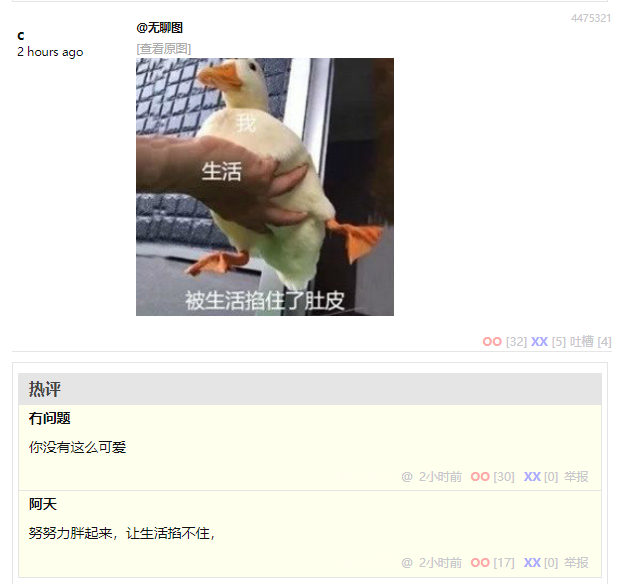 4475321
c
2 hours ago
@无聊图
[查看原图]
我
生活
被生活掐住了肚皮
OO [32] XX [5] 吐槽 [4]
热评
冇问题
你没有这么可爱
@ 2小时前 OO [30] XX [0] 举报
阿天
努努力胖起来，让生活掐不住，
@ 2小时前 OO [17] XX [0] 举报